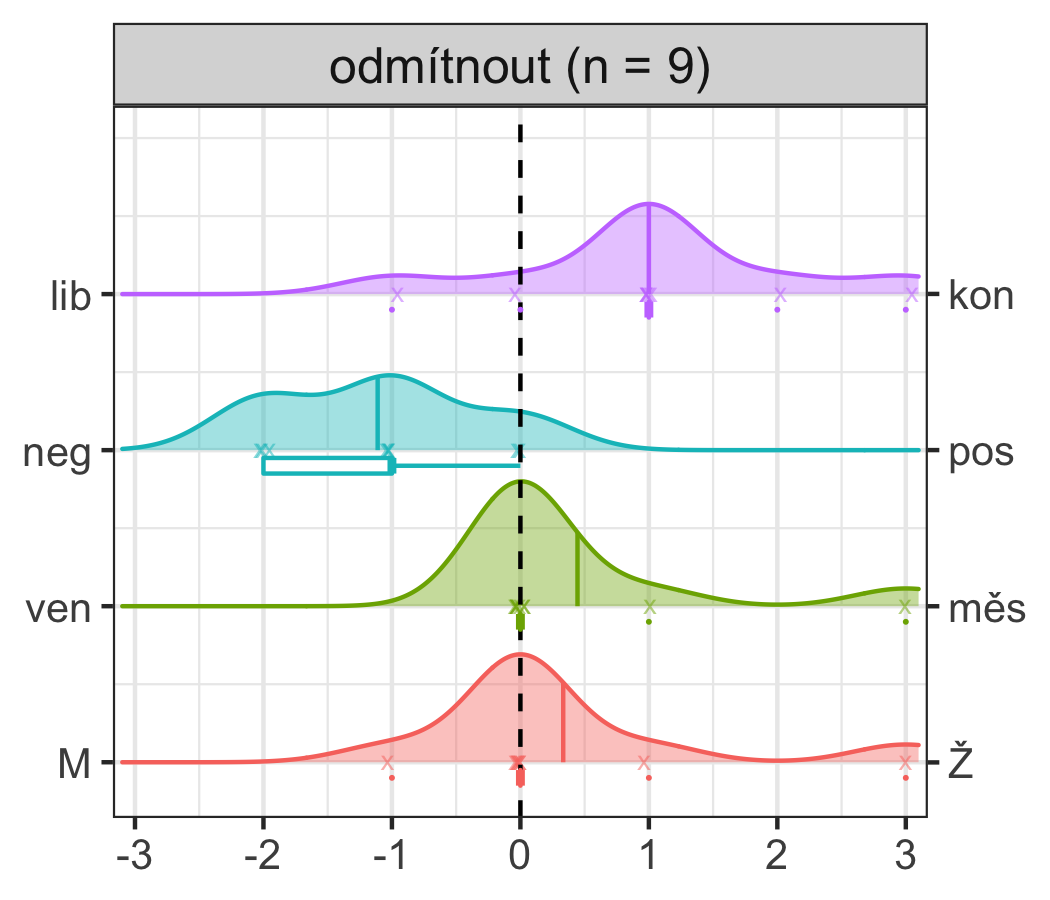 odmítnout (n = 9)
lib kon
neg pos
ven měs
M Ž
-3 -2 -1 0 1 2 3